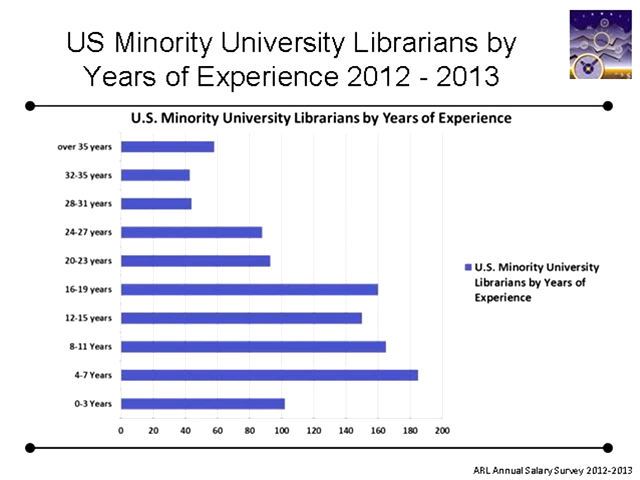 US Minority University Librarians by
Years of Experience 2012 - 2013
U.S. Minority University Librarians by Years of Experience
over 35 years
32-35 years
28-31 years
24-27 years
20-23 years
16-19 years
12-15 years
8-11 Years
4-7 Years
0-3 Years
0 20 40 60 80 100 120 140 160 180 200
U.S. Minority University
Librarians by Years of
Experience
ARL Annual Salary Survey 2012-2013